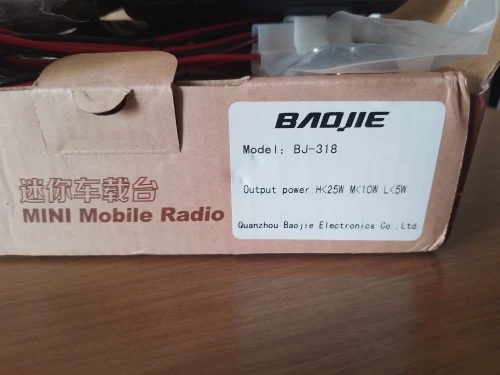 BAOJIE
Model: BJ-318
Output power H<25W M<10W L<5W
Quanzhou Baojie Electronics Co.,Ltd.
迷你车载台
MINI Mobile Radio